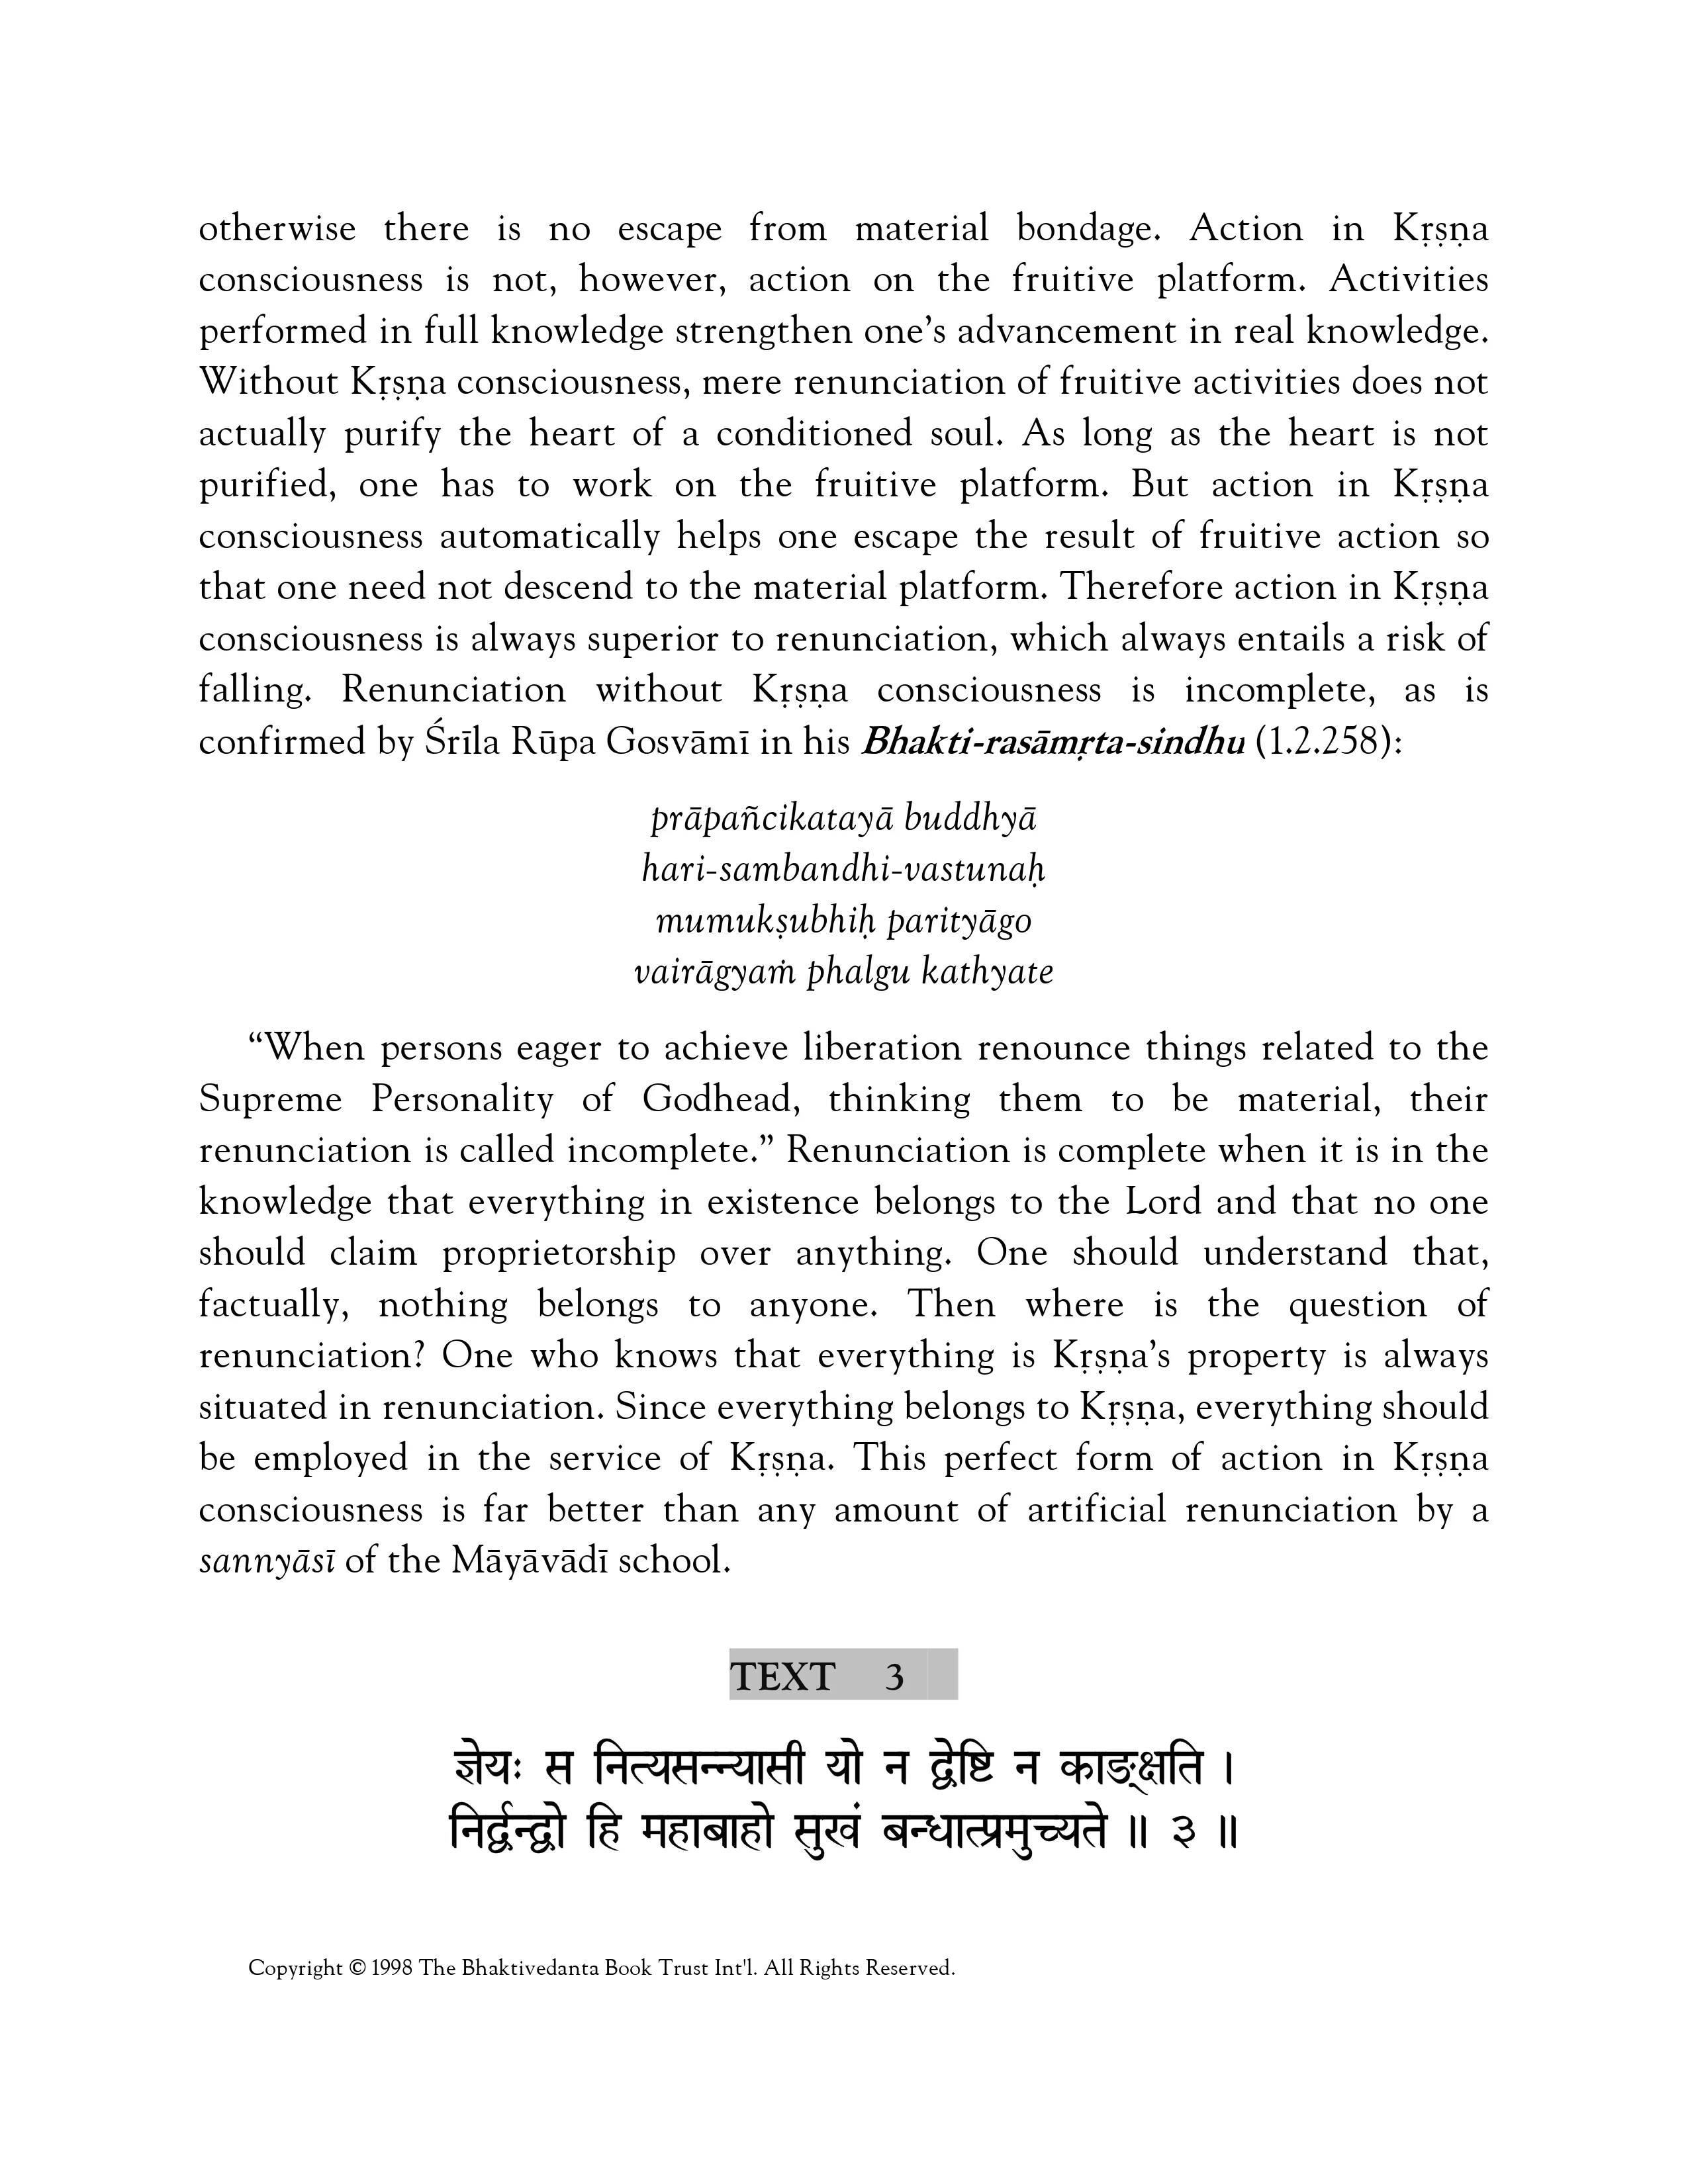 otherwise there is no escape from material bondage. Action in Kṛṣṇa
consciousness is not, however, action on the fruitive platform. Activities
performed in full knowledge strengthen one’s advancement in real knowledge.
Without Kṛṣṇa consciousness, mere renunciation of fruitive activities does not
actually purify the heart of a conditioned soul. As long as the heart is not
purified, one has to work on the fruitive platform. But action in Kṛṣṇa
consciousness automatically helps one escape the result of fruitive action so
that one need not descend to the material platform. Therefore action in Kṛṣṇa
consciousness is always superior to renunciation, which always entails a risk of
falling. Renunciation without Kṛṣṇa consciousness is incomplete, as is
confirmed by Śrīla Rūpa Gosvāmī in his Bhakti-rasāmṛta-sindhu (1.2.258):
prāpañcikatayā buddhyā
hari-sambandhi-vastunaḥ
mumukṣubhiḥ parityāgo
vairāgyaṁ phalgu kathyate
“When persons eager to achieve liberation renounce things related to the
Supreme Personality of Godhead, thinking them to be material, their
renunciation is called incomplete.” Renunciation is complete when it is in the
knowledge that everything in existence belongs to the Lord and that no one
should claim proprietorship over anything. One should understand that,
factually, nothing belongs to anyone. Then where is the question of
renunciation? One who knows that everything is Kṛṣṇa’s property is always
situated in renunciation. Since everything belongs to Kṛṣṇa, everything should
be employed in the service of Kṛṣṇa. This perfect form of action in Kṛṣṇa
consciousness is far better than any amount of artificial renunciation by a
sannyāsī of the Māyāvādī school.
TEXT 3
ज्ञेयः स नित्यसन्न्यासी यो न द्वेष्टि न काङ्क्षति ।
निर्द्वन्द्वो हि महाबाहो सुखं बन्धात्प्रमुच्यते ॥ ३ ॥
Copyright © 1998 The Bhaktivedanta Book Trust Int'l. All Rights Reserved.